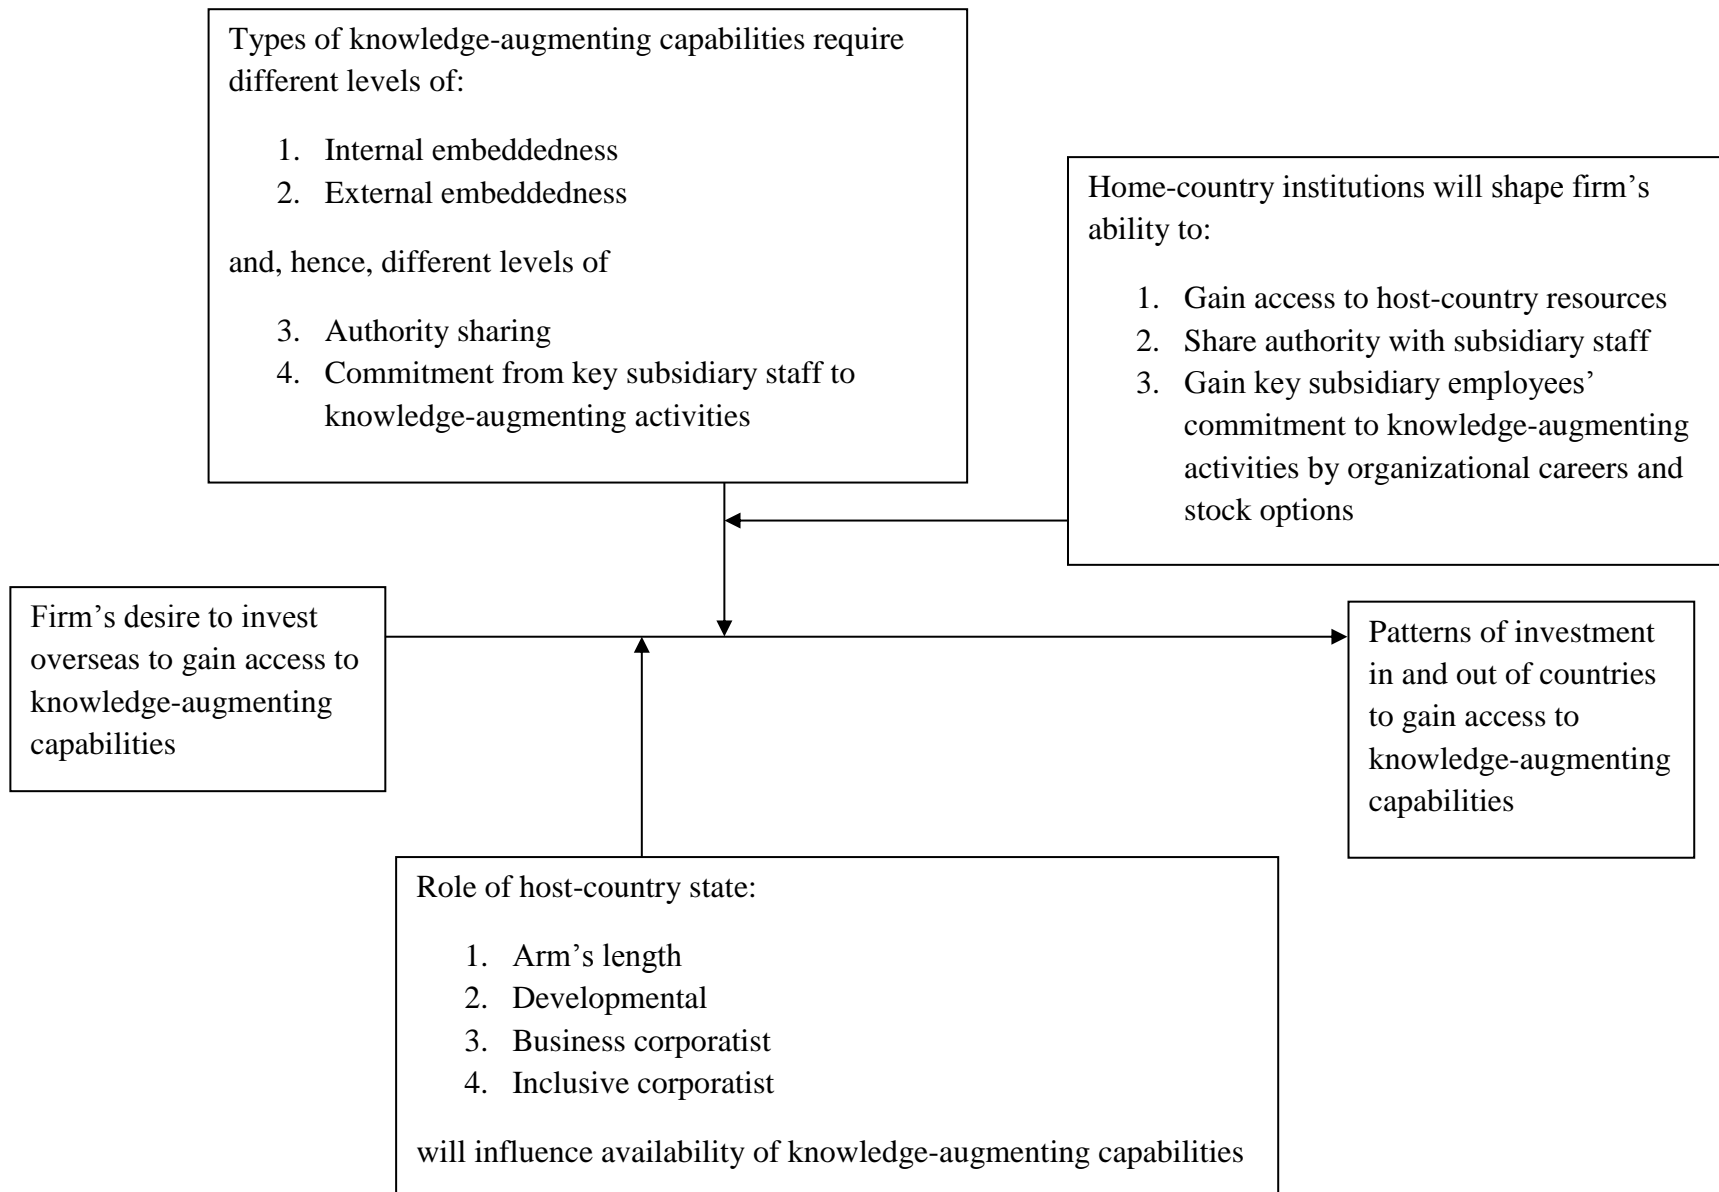 Types of knowledge-augmenting capabilities require
different levels of:
1. Internal embeddedness
2. External embeddedness
and, hence, different levels of
3. Authority sharing
4. Commitment from key subsidiary staff to
knowledge-augmenting activities
Home-country institutions will shape firm’s
ability to:
1. Gain access to host-country resources
2. Share authority with subsidiary staff
3. Gain key subsidiary employees’
commitment to knowledge-augmenting
activities by organizational careers and
stock options
Firm’s desire to invest
overseas to gain access to
knowledge-augmenting
capabilities
Patterns of investment
in and out of countries
to gain access to
knowledge-augmenting
capabilities
Role of host-country state:
1. Arm’s length
2. Developmental
3. Business corporatist
4. Inclusive corporatist
will influence availability of knowledge-augmenting capabilities